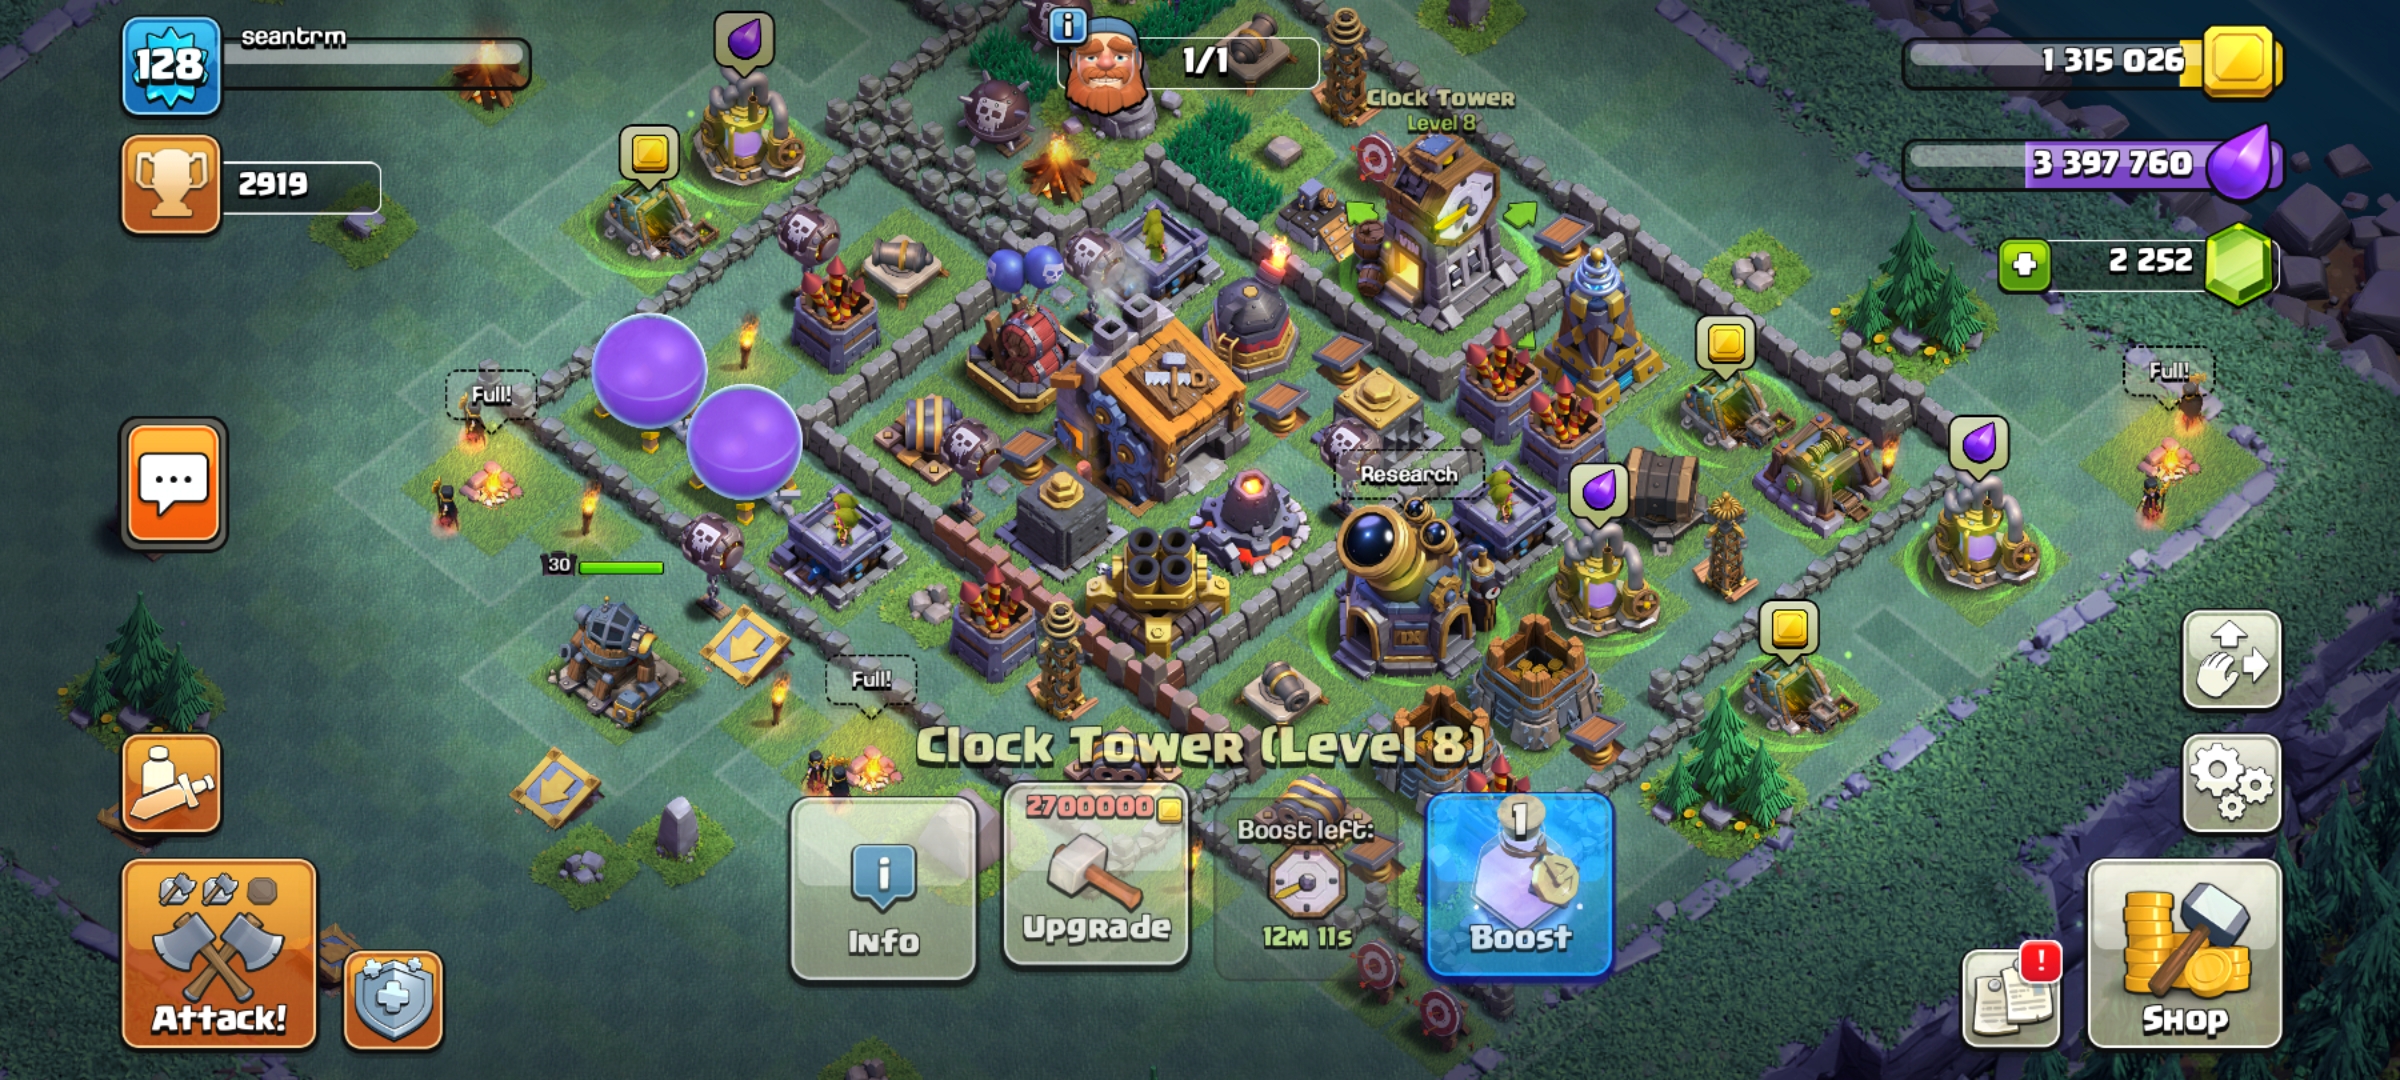 128
seantrm
1/1
1 315 026
Clock Tower
Level 8
3 397 760
2919
2 252
Full!
Full!
Research
30
Full!
Clock Tower (Level 8)
2700000
Boost left:
1
Info
Upgrade
12m 11s
Boost
Attack!
!
Shop